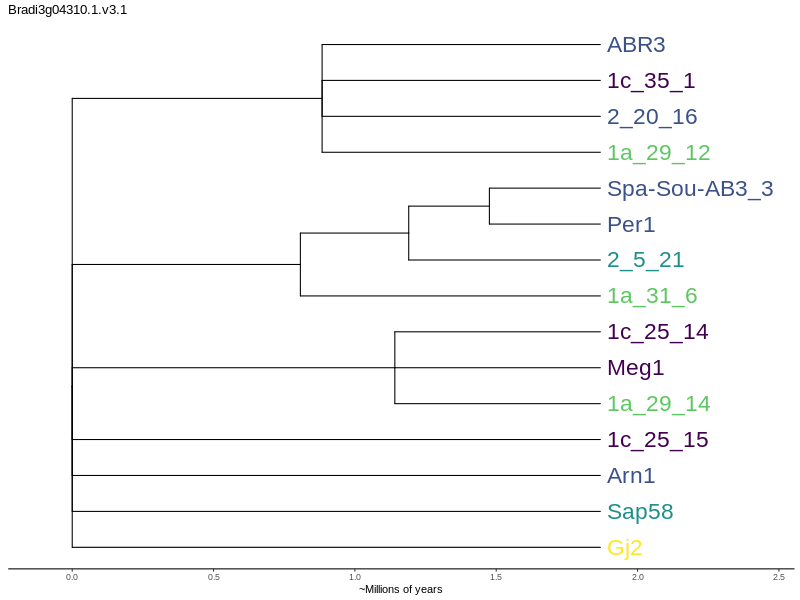 Bradi3g04310.1.v3.1
ABR3
1c_35_1
2_20_16
1a_29_12
Spa-Sou-AB3_3
Per1
2_5_21
1a_31_6
1c_25_14
Meg1
1a_29_14
1c_25_15
Arn1
Sap58
Gj2
0.0 0.5 1.0 1.5 2.0 2.5
~Millions of years